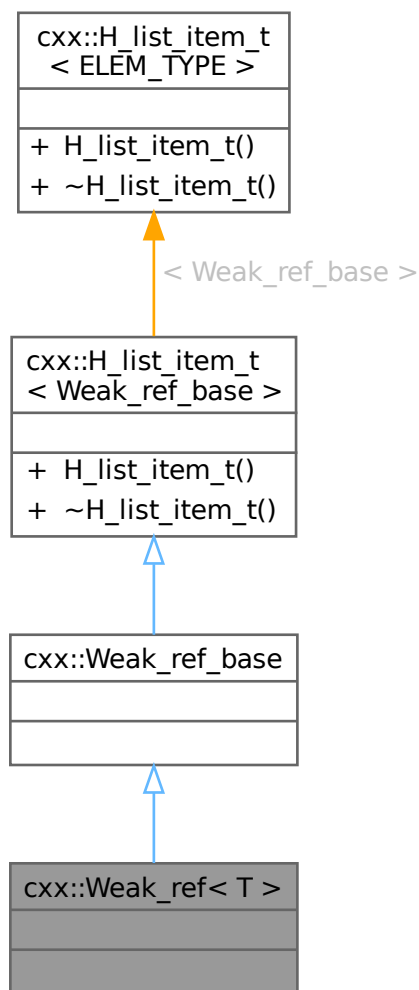 cxx::H_list_item_t
< ELEM_TYPE >
+ H_list_item_t()
+ ~H_list_item_t()
< Weak_ref_base >
cxx::H_list_item_t
< Weak_ref_base >
+ H_list_item_t()
+ ~H_list_item_t()
cxx::Weak_ref_base
cxx::Weak_ref< T >